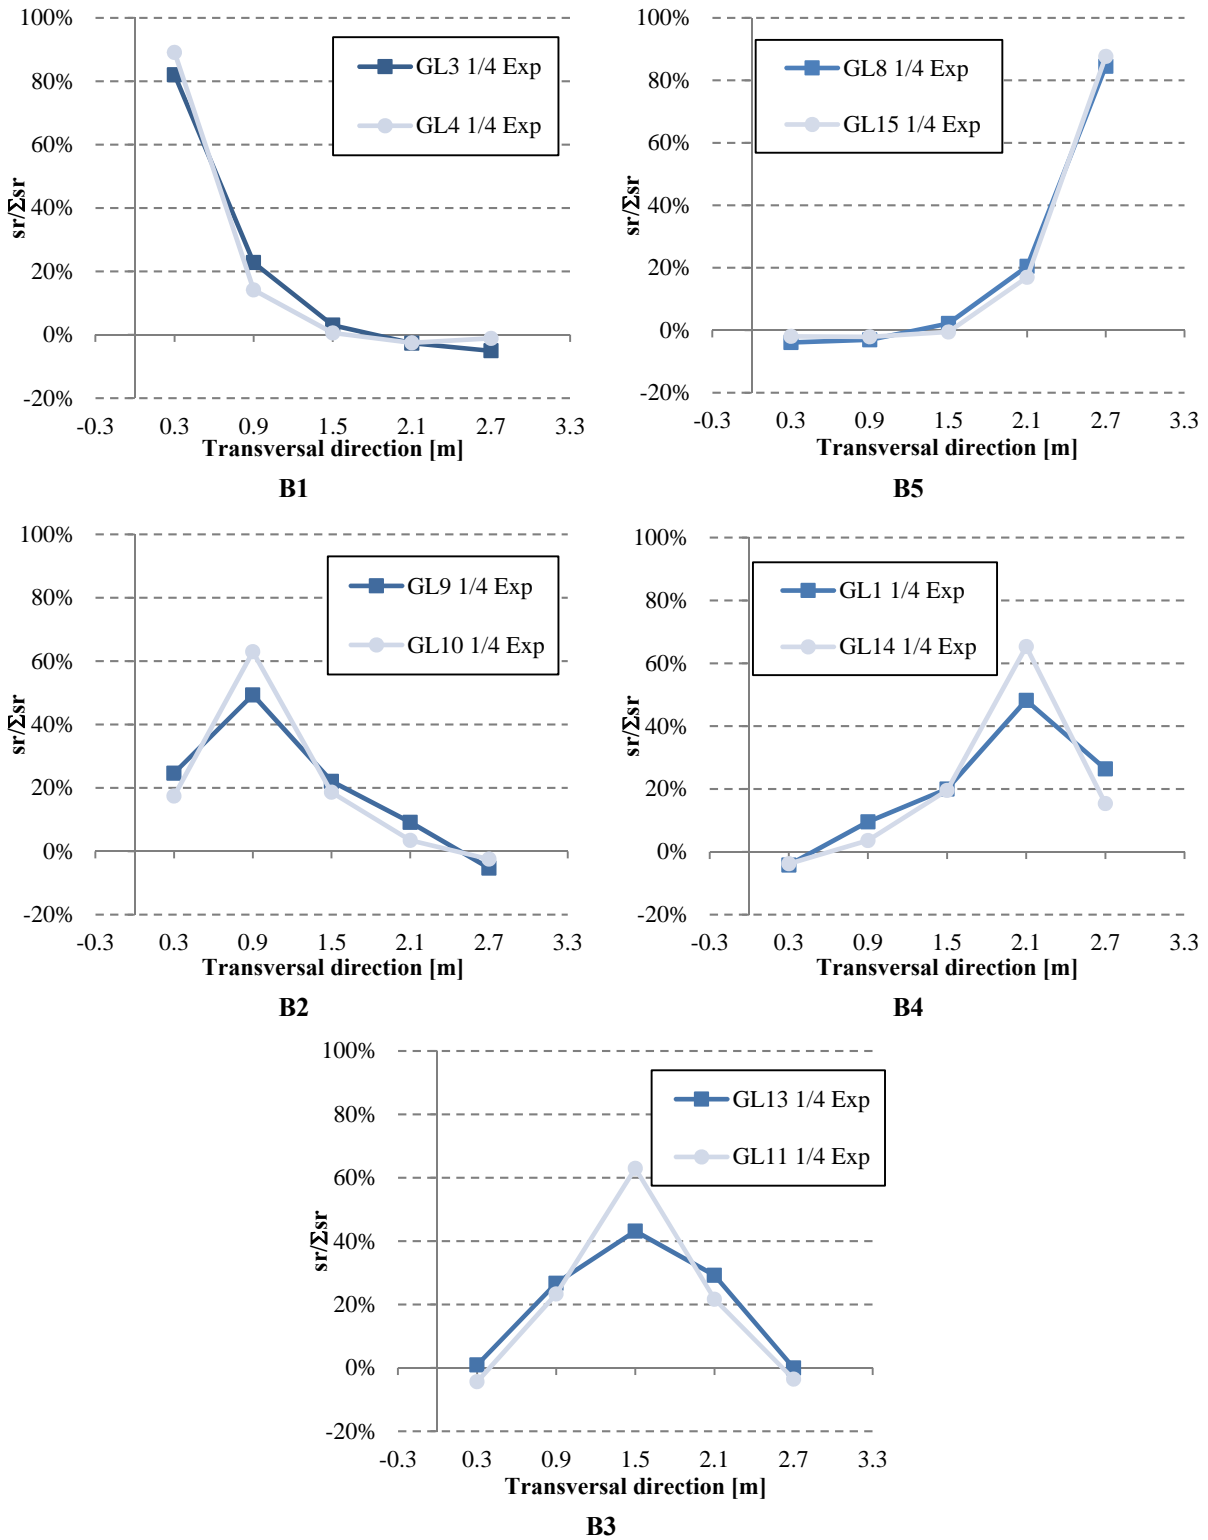 100%
80%
60%
40%
20%
0%
-20%
sr/Σsr
GL3 1/4 Exp
GL4 1/4 Exp
-0.3 0.3 0.9 1.5 2.1 2.7 3.3
Transversal direction [m]
B1
100%
80%
60%
40%
20%
0%
-20%
sr/Σsr
GL8 1/4 Exp
GL15 1/4 Exp
-0.3 0.3 0.9 1.5 2.1 2.7 3.3
Transversal direction [m]
B5
100%
80%
60%
40%
20%
0%
-20%
sr/Σsr
GL9 1/4 Exp
GL10 1/4 Exp
-0.3 0.3 0.9 1.5 2.1 2.7 3.3
Transversal direction [m]
B2
100%
80%
60%
40%
20%
0%
-20%
sr/Σsr
GL1 1/4 Exp
GL14 1/4 Exp
-0.3 0.3 0.9 1.5 2.1 2.7 3.3
Transversal direction [m]
B4
100%
80%
60%
40%
20%
0%
-20%
sr/Σsr
GL13 1/4 Exp
GL11 1/4 Exp
-0.3 0.3 0.9 1.5 2.1 2.7 3.3
Transversal direction [m]
B3